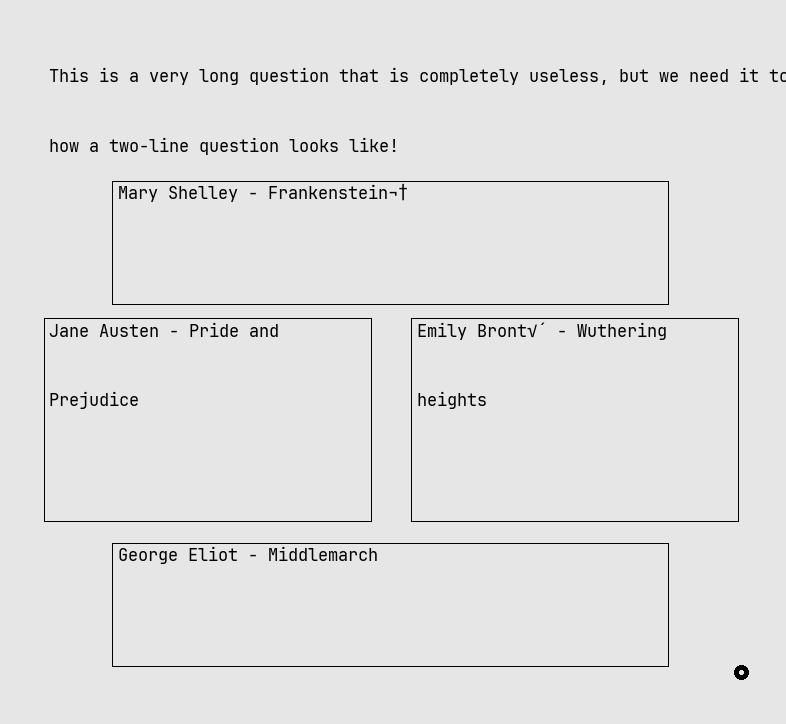 This is a very long question that is completely useless, but we need it to
how a two-line question looks like!
Mary Shelley - Frankenstein¬†
Jane Austen - Pride and
Prejudice
Emily Bront√´ - Wuthering
heights
George Eliot - Middlemarch